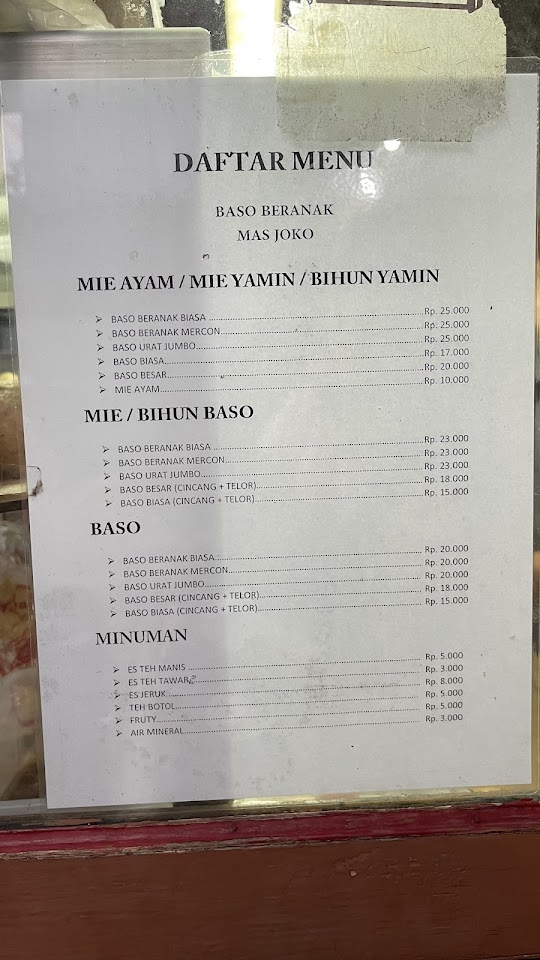 DAFTAR MENU
BASO BERANAK
MAS JOKO
MIE AYAM / MIE YAMIN / BIHUN YAMIN
➢ BASO BERANAK BIASA ........ Rp. 25.000
➢ BASO BERANAK MERCON........ Rp. 25.000
➢ BASO URAT JUMBO........ Rp. 25.000
➢ BASO BIASA........ Rp. 17.000
➢ BASO BESAR........ Rp. 20.000
➢ MIE AYAM........ Rp. 10.000
MIE / BIHUN BASO
➢ BASO BERANAK BIASA ........ Rp. 23.000
➢ BASO BERANAK MERCON........ Rp. 23.000
➢ BASO URAT JUMBO........ Rp. 23.000
➢ BASO BESAR (CINCANG + TELOR)........ Rp. 18.000
➢ BASO BIASA (CINCANG + TELOR)........ Rp. 15.000
BASO
➢ BASO BERANAK BIASA........ Rp. 20.000
➢ BASO BERANAK MERCON........ Rp. 20.000
➢ BASO URAT JUMBO........ Rp. 20.000
➢ BASO BESAR (CINCANG + TELOR)........ Rp. 18.000
➢ BASO BIASA (CINCANG + TELOR)........ Rp. 15.000
MINUMAN
➢ ES TEH MANIS ........ Rp. 5.000
➢ ES TEH TAWAR........ Rp. 3.000
➢ ES JERUK........ Rp. 8.000
➢ TEH BOTOL........ Rp. 5.000
➢ FRUTY........ Rp. 5.000
➢ AIR MINERAL........ Rp. 3.000